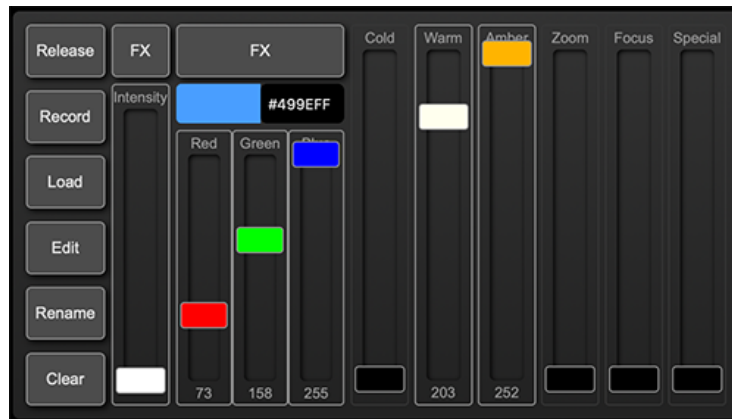 Release
FX
FX
Cold
Warm
Amber
Zoom
Focus
Special
Record
Intensity
#499EFF
Red
Green
Blue
Load
Edit
Rename
Clear
73
158
255
203
252